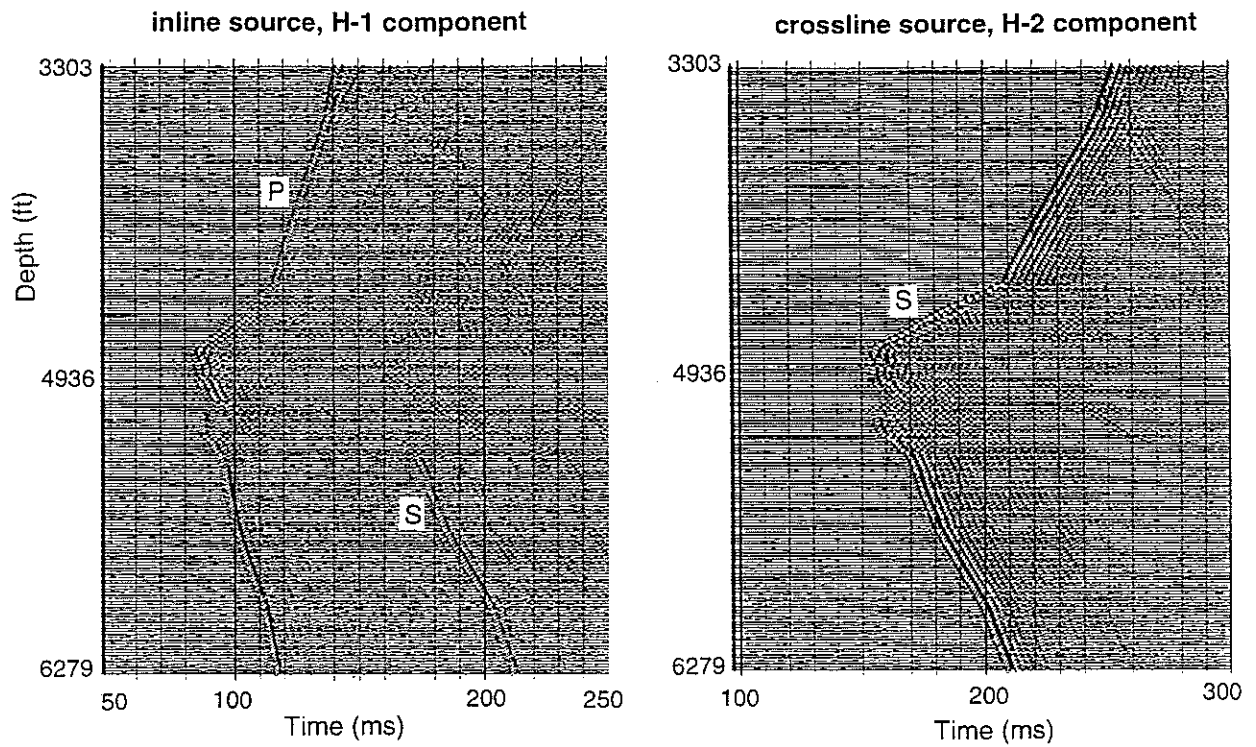 inline source, H-1 component
3303
P
Depth (ft)
4936
S
6279
50 100 200 250
Time (ms)
crossline source, H-2 component
3303
S
4936
6279
100 200 300
Time (ms)